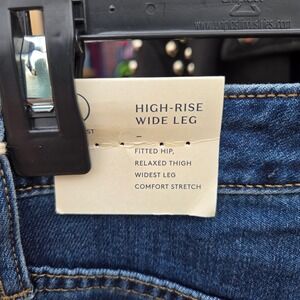 HIGH-RISE
WIDE LEG
–
FITTED HIP,
RELAXED THIGH
WIDEST LEG
COMFORT STRETCH